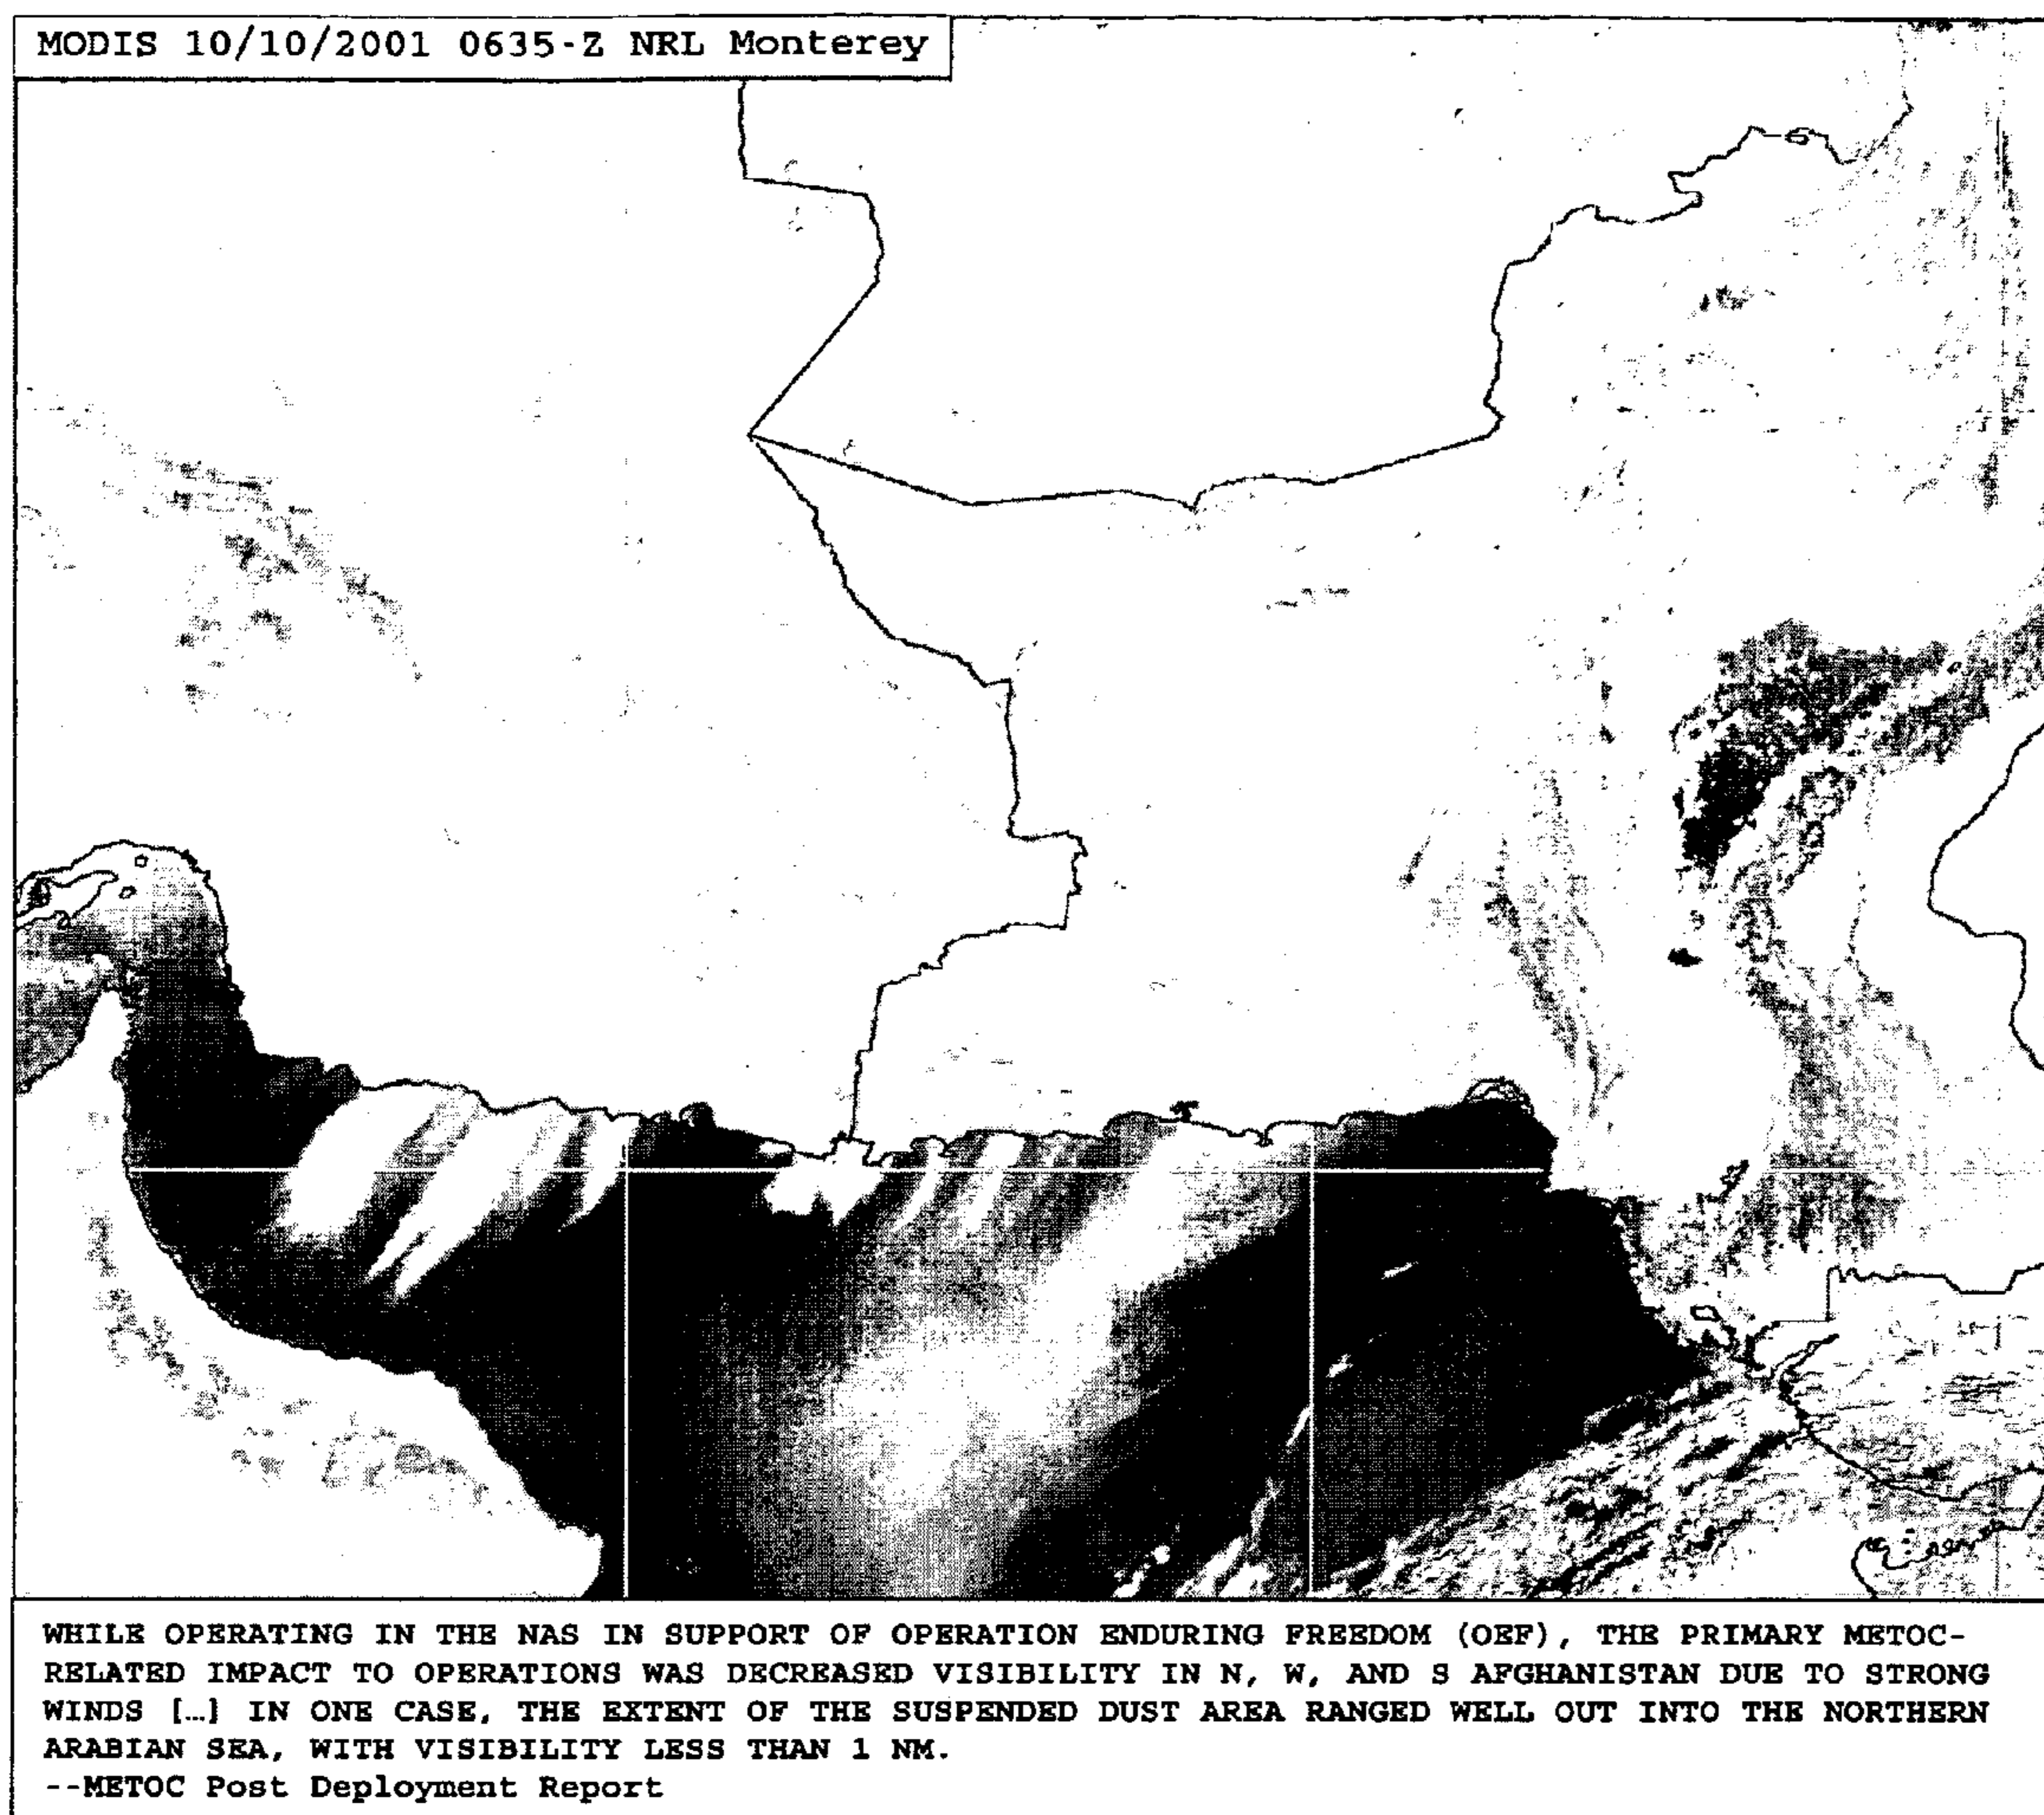 MODIS 10/10/2001 0635-Z NRL Monterey
WHILE OPERATING IN THE NAS IN SUPPORT OF OPERATION ENDURING FREEDOM (OEF), THE PRIMARY METOC-
RELATED IMPACT TO OPERATIONS WAS DECREASED VISIBILITY IN N, W, AND S AFGHANISTAN DUE TO STRONG
WINDS […] IN ONE CASE, THE EXTENT OF THE SUSPENDED DUST AREA RANGED WELL OUT INTO THE NORTHERN
ARABIAN SEA, WITH VISIBILITY LESS THAN 1 NM.
--METOC Post Deployment Report